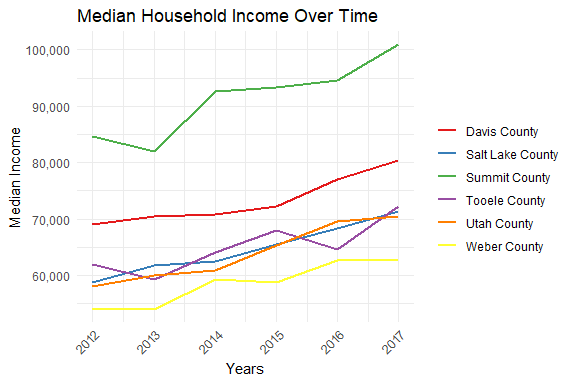 Median Household Income Over Time
Median Income
100,000
90,000
80,000
70,000
60,000
2012
2013
2014
2015
2016
2017
Years
Davis County
Salt Lake County
Summit County
Tooele County
Utah County
Weber County